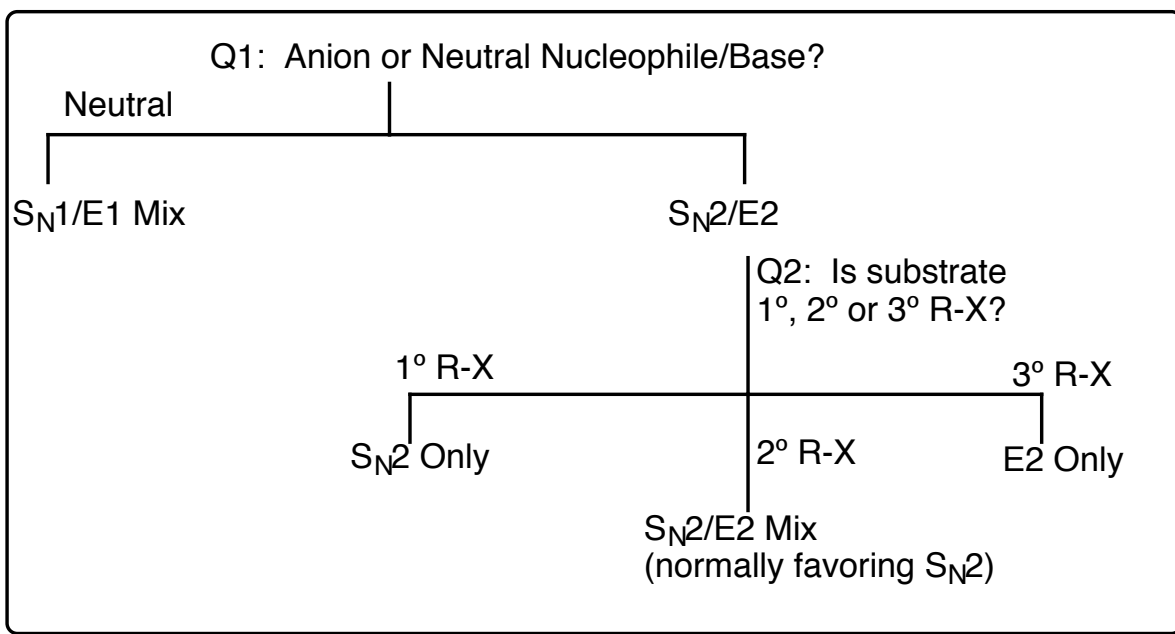 Q1: Anion or Neutral Nucleophile/Base?
Neutral
SN1/E1 Mix
SN2/E2
Q2: Is substrate
1º, 2º or 3º R-X?
1º R-X
3º R-X
SN2 Only
2º R-X
E2 Only
SN2/E2 Mix
(normally favoring SN2)